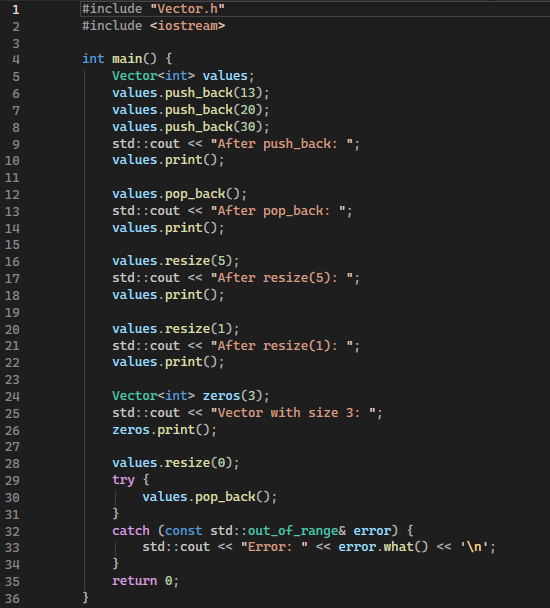 1 #include "Vector.h"
2 #include <iostream>
3
4 int main() {
5 Vector<int> values;
6 values.push_back(13);
7 values.push_back(20);
8 values.push_back(30);
9 std::cout << "After push_back: ";
10 values.print();
11
12 values.pop_back();
13 std::cout << "After pop_back: ";
14 values.print();
15
16 values.resize(5);
17 std::cout << "After resize(5): ";
18 values.print();
19
20 values.resize(1);
21 std::cout << "After resize(1): ";
22 values.print();
23
24 Vector<int> zeros(3);
25 std::cout << "Vector with size 3: ";
26 zeros.print();
27
28 values.resize(0);
29 try {
30 values.pop_back();
31 }
32 catch (const std::out_of_range& error) {
33 std::cout << "Error: " << error.what() << '\n';
34 }
35 return 0;
36 }